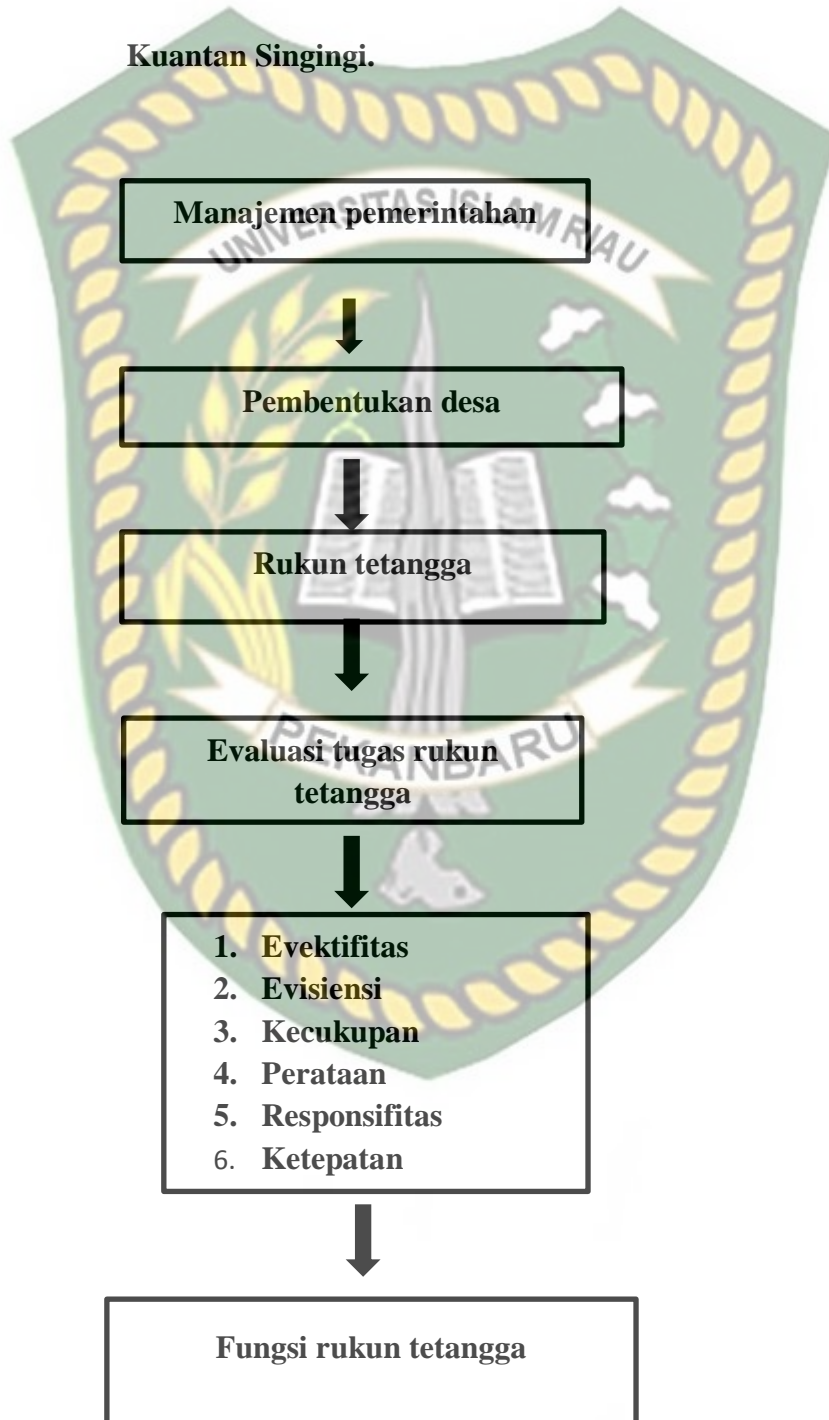 Kuantan Singingi.
Manajemen pemerintahan
UNIVERSITAS ISLAM RIAU
Pembentukan desa
Rukun tetangga
Evaluasi tugas rukun
tetangga
PEKANBARU
1. Evektifitas
2. Evisiensi
3. Kecukupan
4. Perataan
5. Responsifitas
6. Ketepatan
Fungsi rukun tetangga